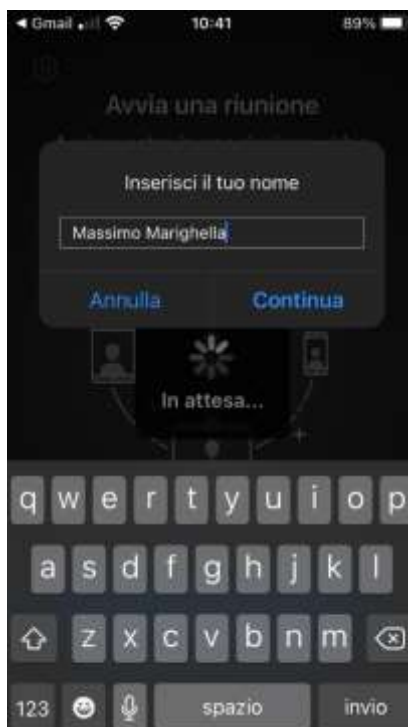 Gmail
10:41
89%
Avvia una riunione
Inserisci il tuo nome
Massimo Marighella
Annulla
Continua
In attesa...
q w e r t y u i o p
a s d f g h j k l
z x c v b n m
123
spazio
invio